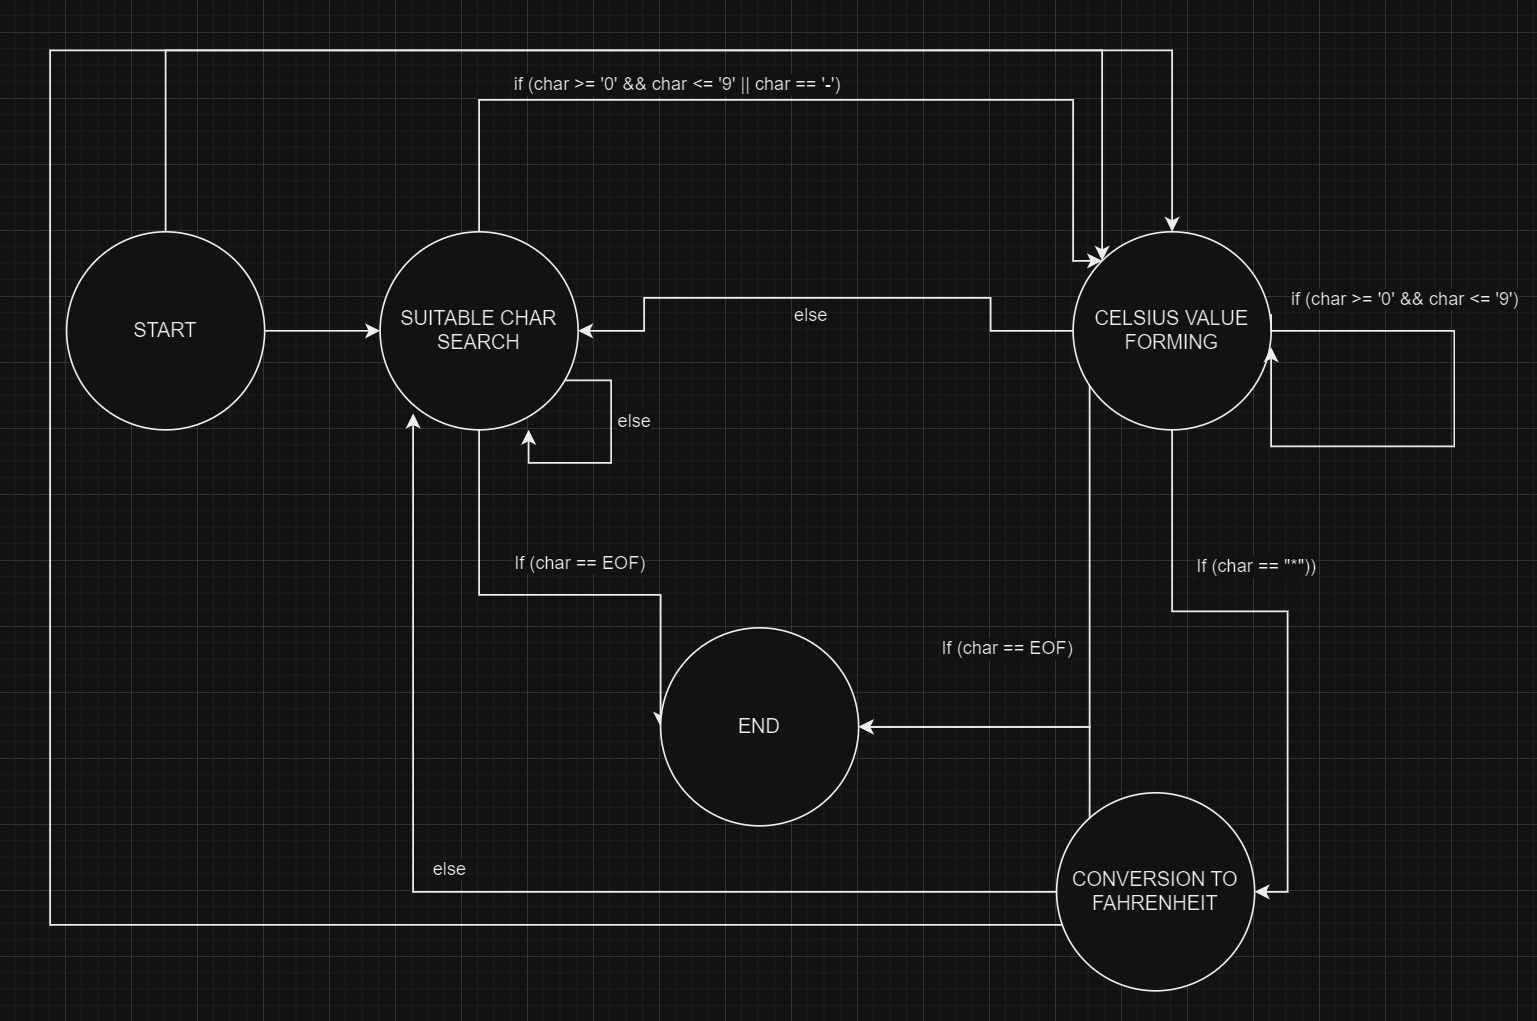 if (char >= '0' && char <= '9' || char == '-')
START
SUITABLE CHAR
SEARCH
else
CELSIUS VALUE
FORMING
if (char >= '0' && char <= '9')
else
If (char == EOF)
If (char == "*"))
If (char == EOF)
END
else
CONVERSION TO
FAHRENHEIT